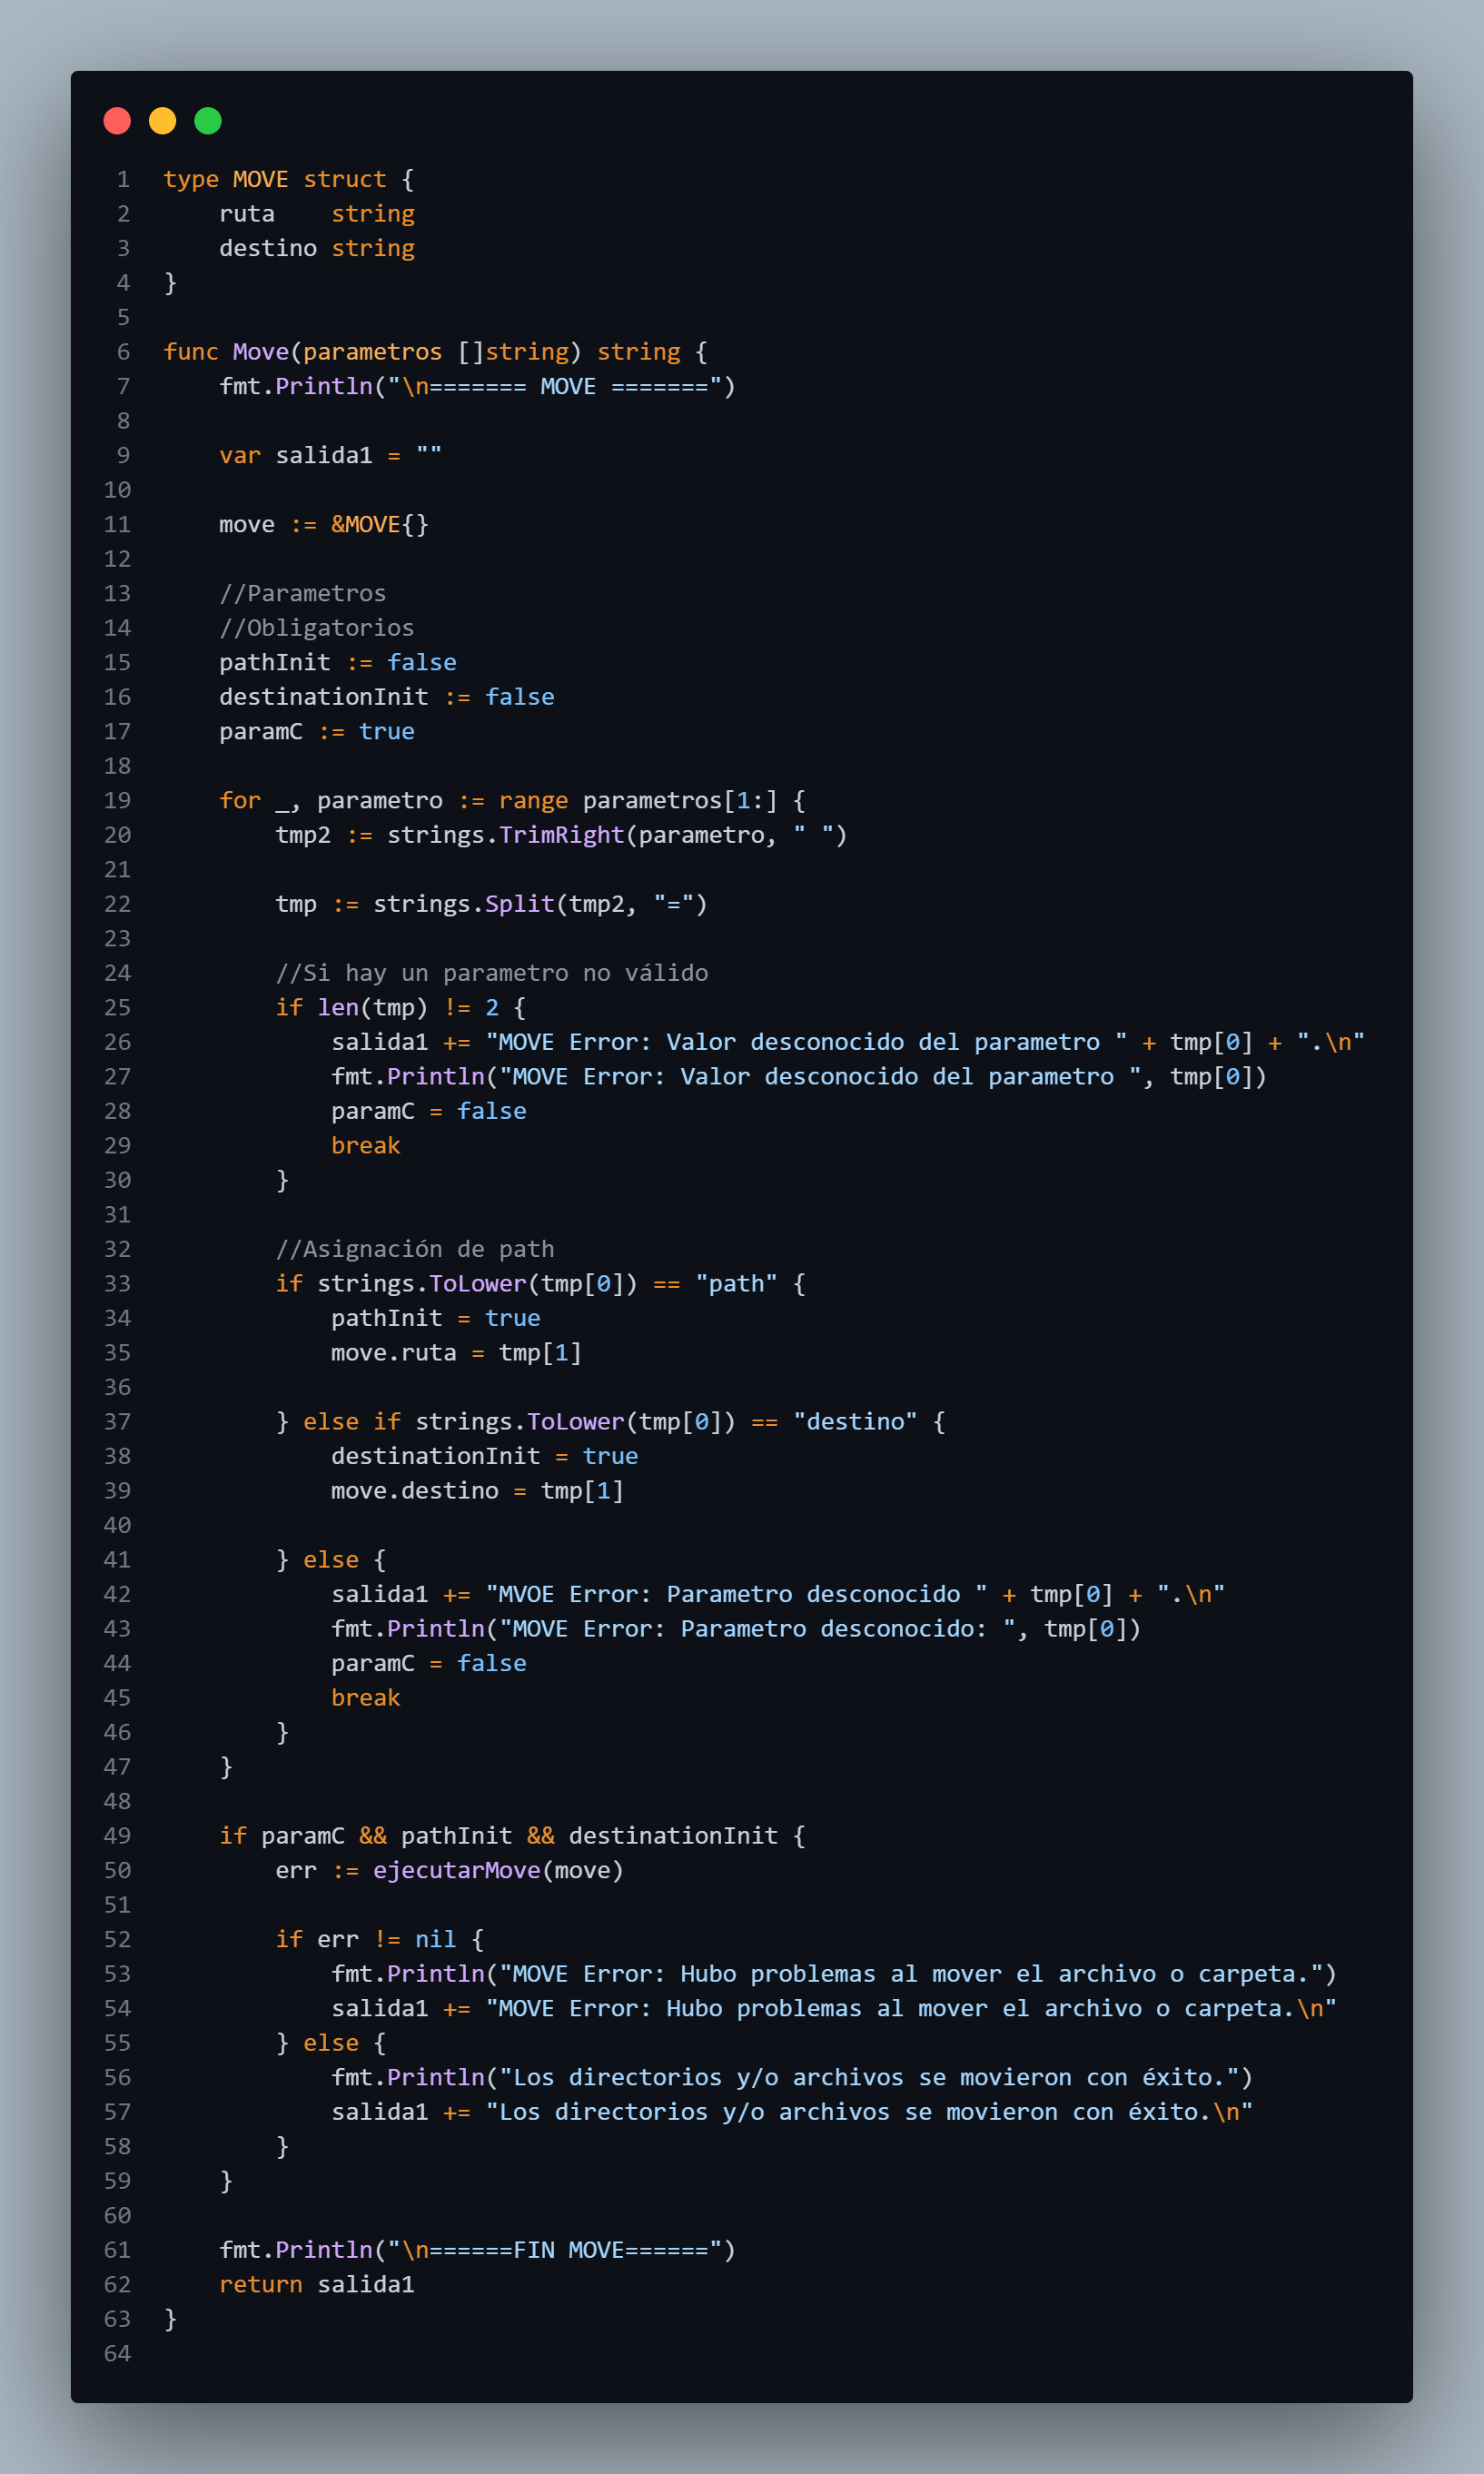 1 type MOVE struct {
2     ruta    string
3     destino string
4 }
5
6 func Move(parametros []string) string {
7     fmt.Println("\n======= MOVE =======")
8
9     var salida1 = ""
10
11     move := &MOVE{}
12
13     //Parametros
14     //Obligatorios
15     pathInit := false
16     destinationInit := false
17     paramC := true
18
19     for _, parametro := range parametros[1:] {
20         tmp2 := strings.TrimRight(parametro, " ")
21
22         tmp := strings.Split(tmp2, "=")
23
24         //Si hay un parametro no válido
25         if len(tmp) != 2 {
26             salida1 += "MOVE Error: Valor desconocido del parametro " + tmp[0] + ".\n"
27             fmt.Println("MOVE Error: Valor desconocido del parametro ", tmp[0])
28             paramC = false
29             break
30         }
31
32         //Asignación de path
33         if strings.ToLower(tmp[0]) == "path" {
34             pathInit = true
35             move.ruta = tmp[1]
36
37         } else if strings.ToLower(tmp[0]) == "destino" {
38             destinationInit = true
39             move.destino = tmp[1]
40
41         } else {
42             salida1 += "MVOE Error: Parametro desconocido " + tmp[0] + ".\n"
43             fmt.Println("MOVE Error: Parametro desconocido: ", tmp[0])
44             paramC = false
45             break
46         }
47     }
48
49     if paramC && pathInit && destinationInit {
50         err := ejecutarMove(move)
51
52         if err != nil {
53             fmt.Println("MOVE Error: Hubo problemas al mover el archivo o carpeta.")
54             salida1 += "MOVE Error: Hubo problemas al mover el archivo o carpeta.\n"
55         } else {
56             fmt.Println("Los directorios y/o archivos se movieron con éxito.")
57             salida1 += "Los directorios y/o archivos se movieron con éxito.\n"
58         }
59     }
60
61     fmt.Println("\n======FIN MOVE======")
62     return salida1
63 }
64